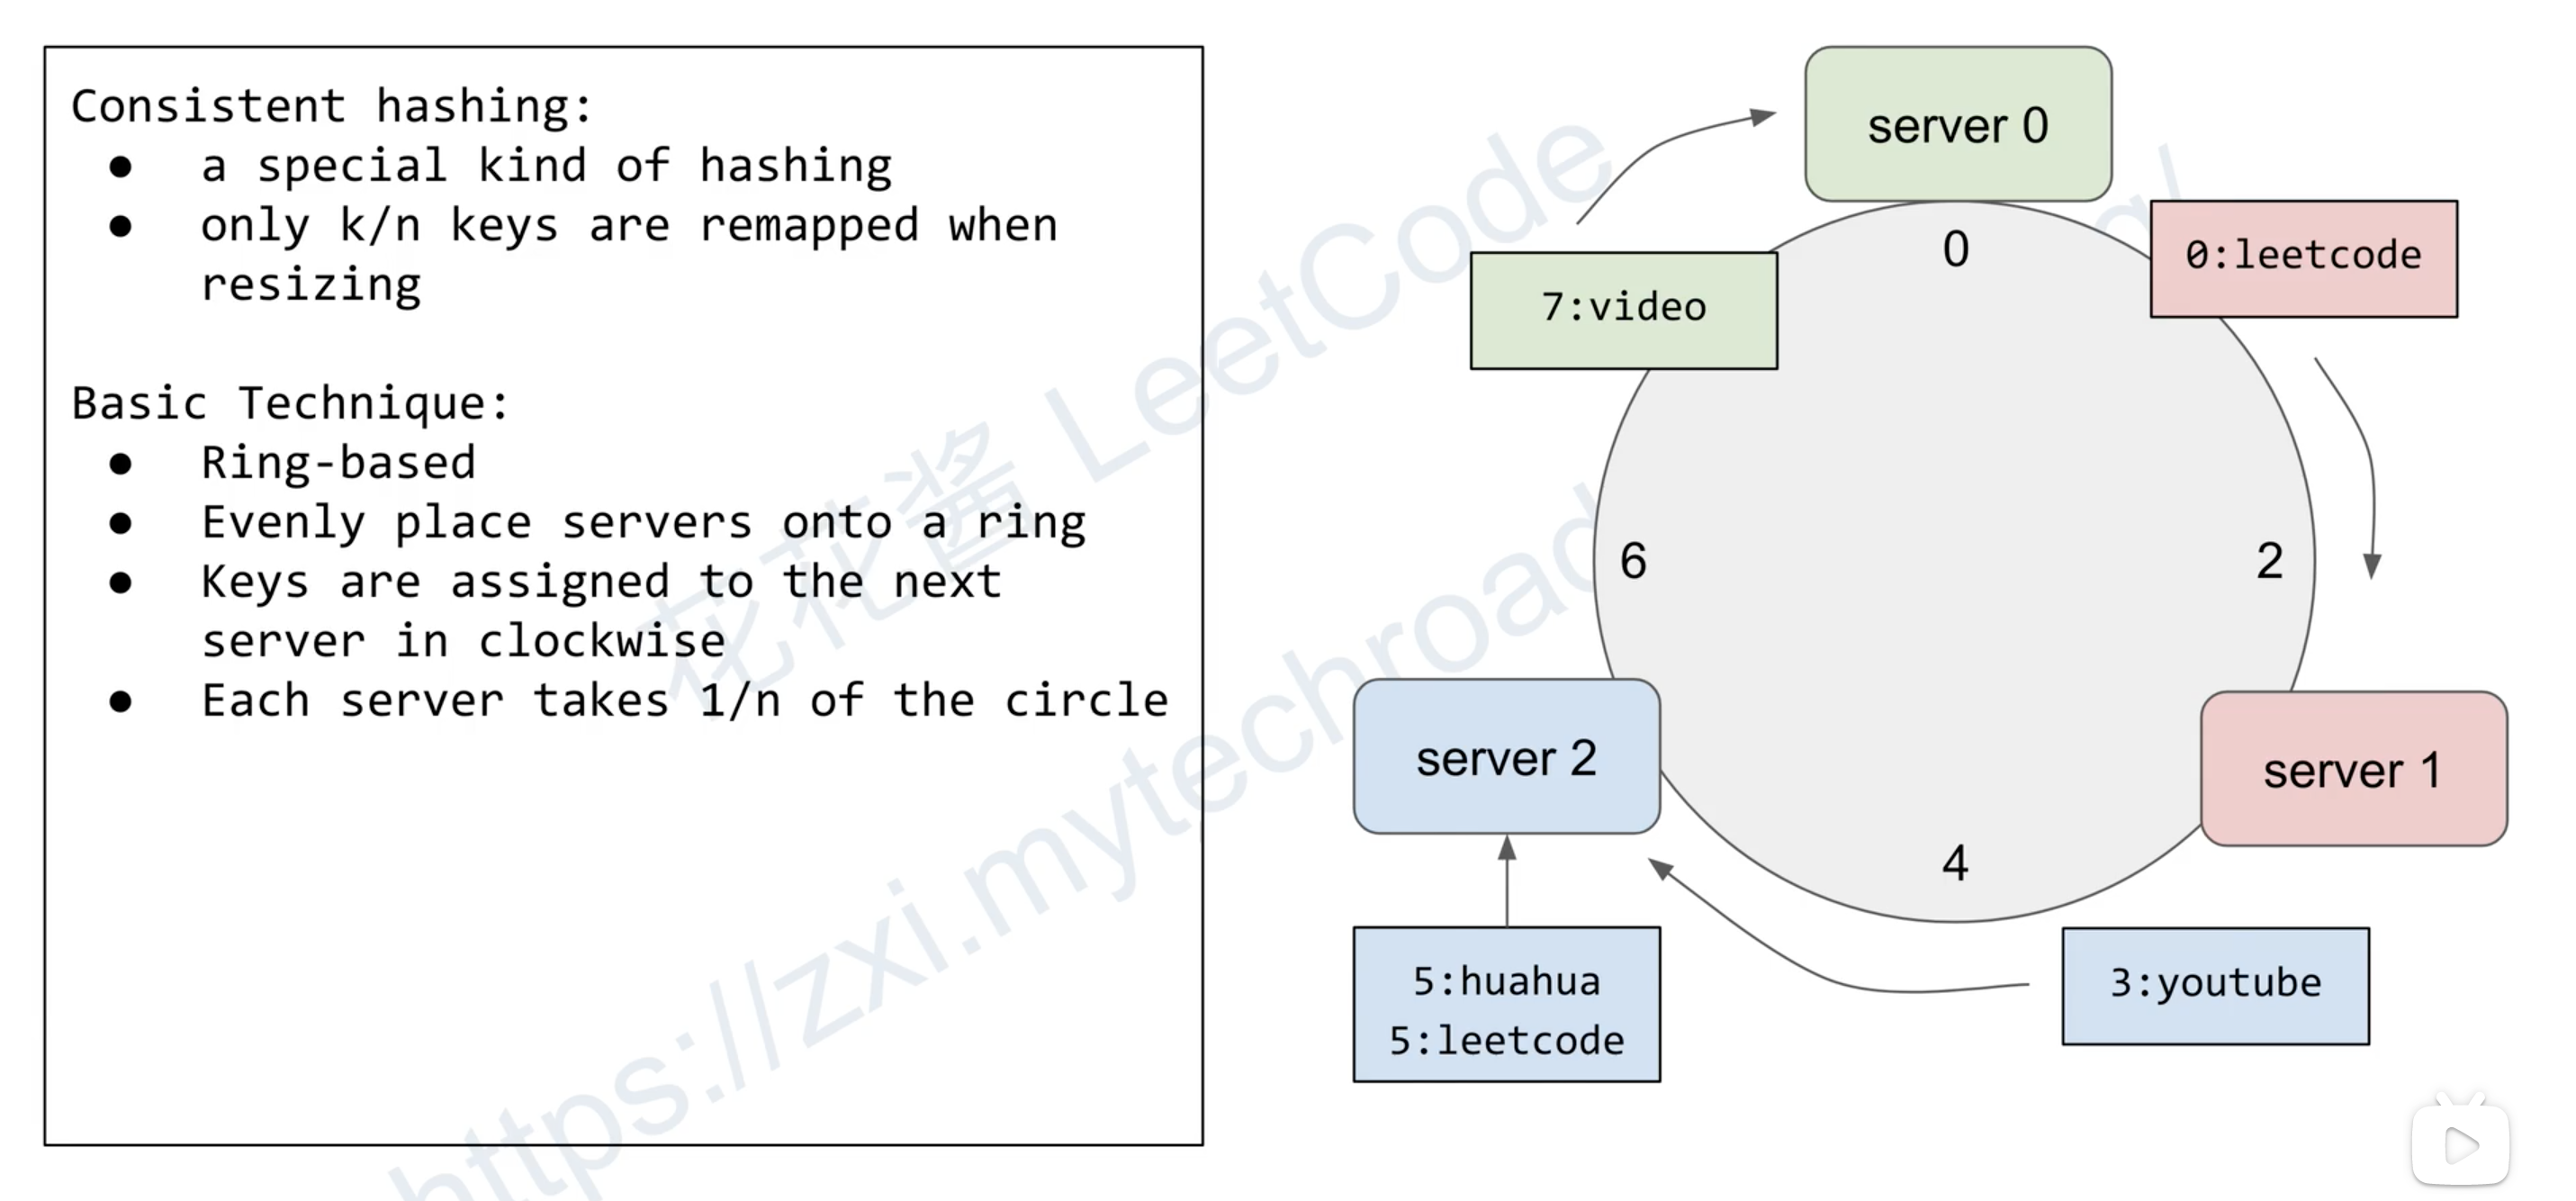 Consistent hashing:
● a special kind of hashing
● only k/n keys are remapped when
resizing
Basic Technique:
● Ring-based
● Evenly place servers onto a ring
● Keys are assigned to the next
server in clockwise
● Each server takes 1/n of the circle
server 0
0
0:leetcode
7:video
6
2
server 2
server 1
4
5:huahua
5:leetcode
3:youtube
花花酱 LeetCode
https://zxi.mytechroad
g/